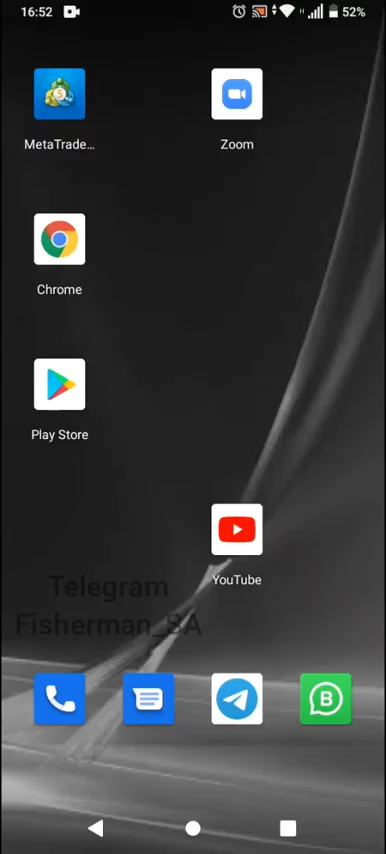 16:52
H
52%
MetaTrade...
Zoom
Chrome
Play Store
YouTube
Telegram
Fisherman_SA
B